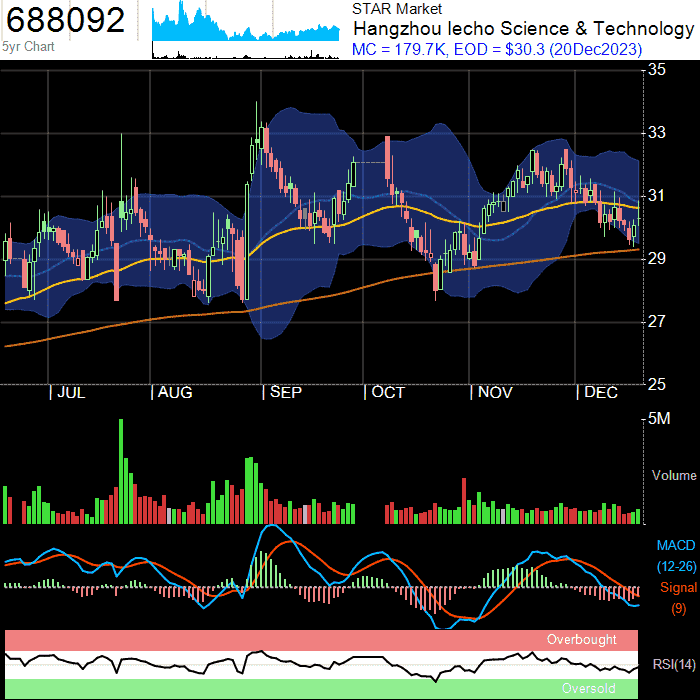 688092
5yr Chart
STAR Market
Hangzhou Iecho Science & Technology
MC = 179.7K, EOD = $30.3 (20Dec2023)
35
33
31
29
27
25
| JUL | AUG | SEP | OCT | NOV | DEC
5M
Volume
MACD
(12-26)
Signal
(9)
Overbought
RSI(14)
Oversold